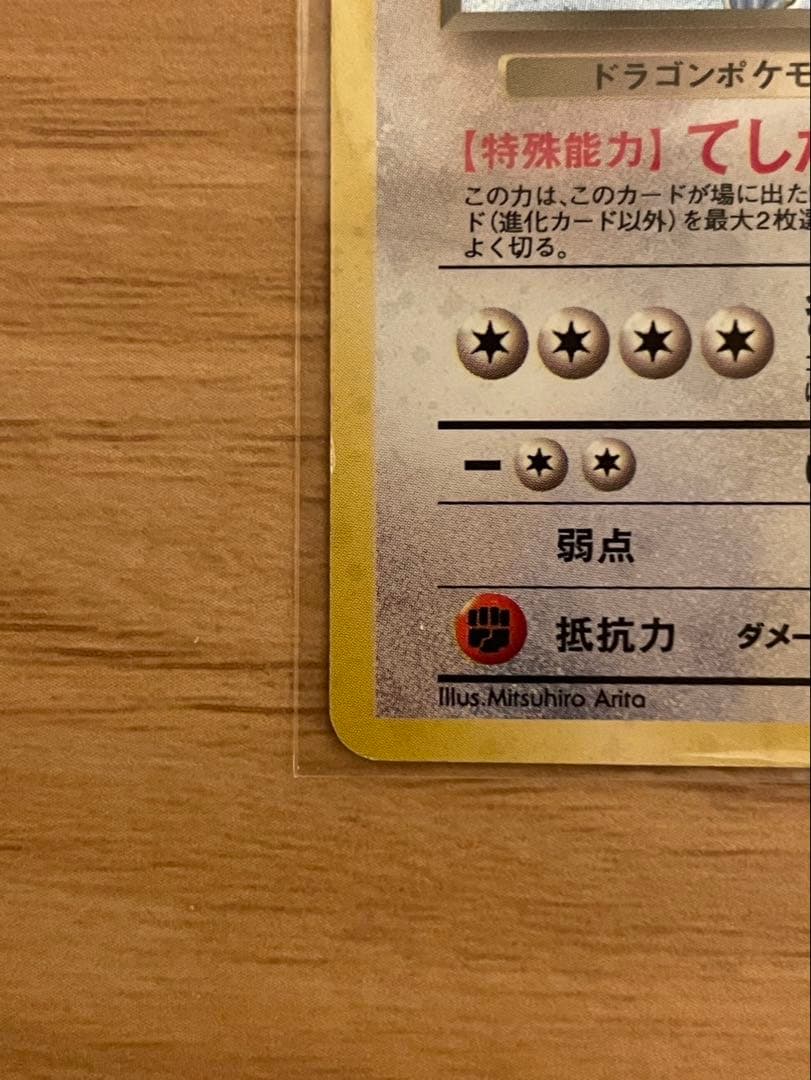 ドラゴンポケモ
【特殊能力】てした
この力は、このカードが場に出た
ド（進化カード以外）を最大2枚選
よく切る。
ー
弱点
抵抗力 ダメー
Illus.Mitsuhiro Arita